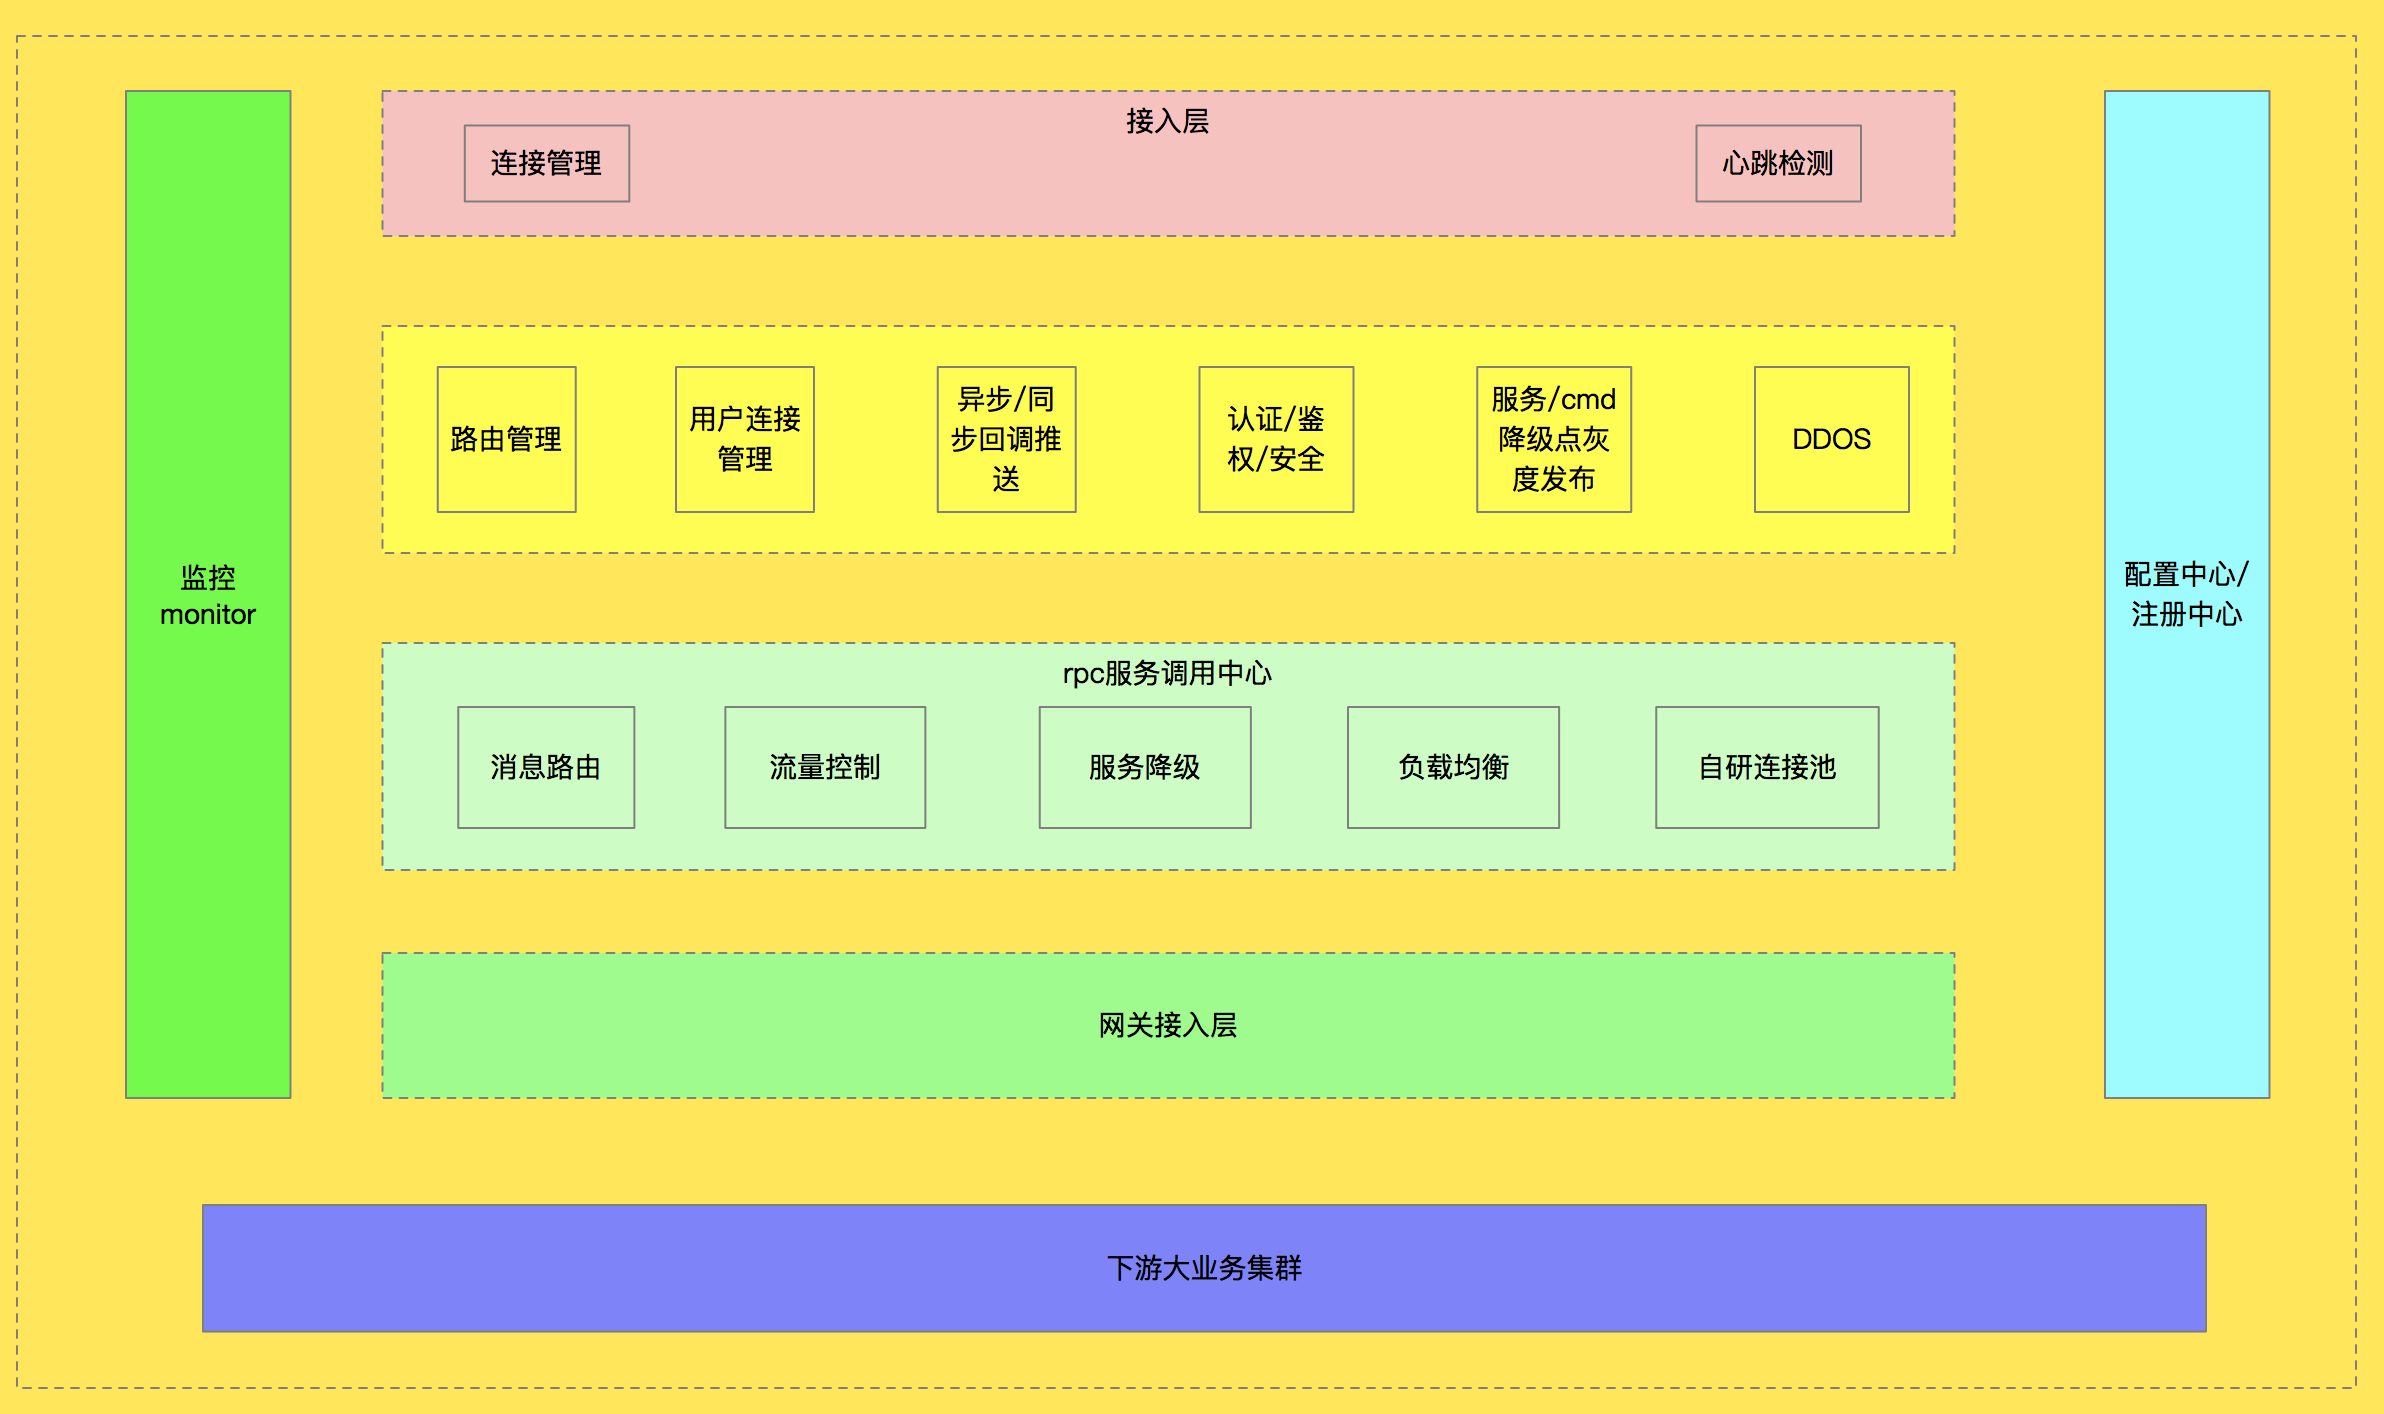 接入层
连接管理
心跳检测
路由管理
用户连接
管理
异步/同
步回调推
送
认证/鉴
权/安全
服务/cmd
降级点灰
度发布
DDOS
监控
monitor
配置中心/
注册中心
rpc服务调用中心
消息路由
流量控制
服务降级
负载均衡
自研连接池
网关接入层
下游大业务集群